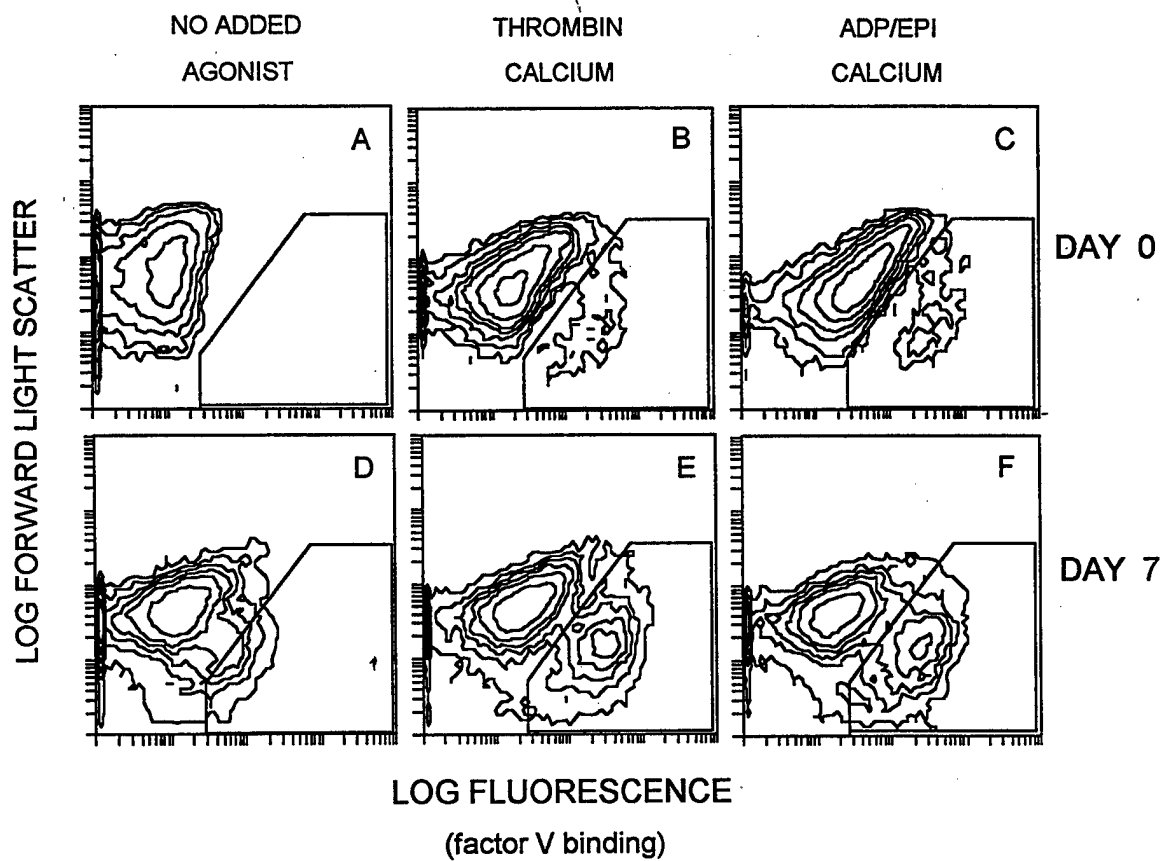 NO ADDED
AGONIST
THROMBIN
CALCIUM
ADP/EPI
CALCIUM
A
B
C
DAY 0
LOG FORWARD LIGHT SCATTER
D
E
F
DAY 7
LOG FLUORESCENCE
(factor V binding)